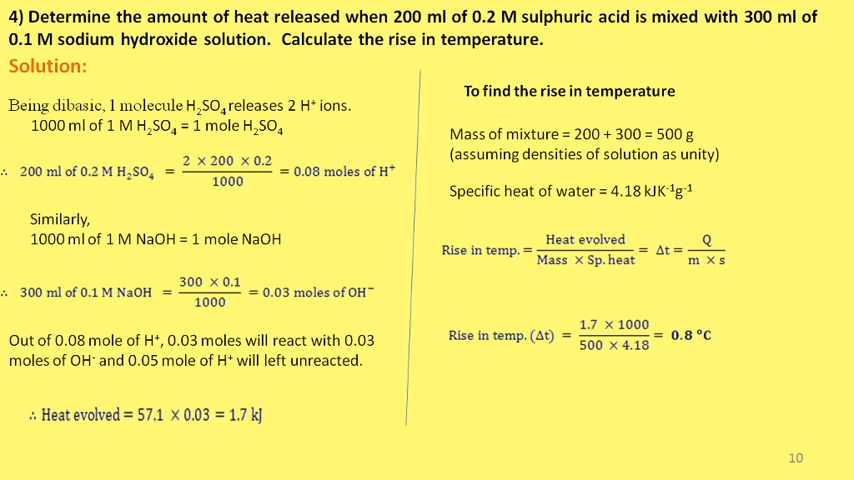 4) Determine the amount of heat released when 200 ml of 0.2 M sulphuric acid is mixed with 300 ml of
0.1 M sodium hydroxide solution. Calculate the rise in temperature.
Solution:
Being dibasic, 1 molecule H₂SO₄ releases 2 H⁺ ions.
1000 ml of 1 M H₂SO₄ = 1 mole H₂SO₄
∴ 200 ml of 0.2 M H₂SO₄ = (2 × 200 × 0.2)/1000 = 0.08 moles of H⁺
Similarly,
1000 ml of 1 M NaOH = 1 mole NaOH
∴ 300 ml of 0.1 M NaOH = (300 × 0.1)/1000 = 0.03 moles of OH⁻
Out of 0.08 mole of H⁺, 0.03 moles will react with 0.03
moles of OH⁻ and 0.05 mole of H⁺ will left unreacted.
∴ Heat evolved = 57.1 × 0.03 = 1.7 kJ
To find the rise in temperature
Mass of mixture = 200 + 300 = 500 g
(assuming densities of solution as unity)
Specific heat of water = 4.18 kJK⁻¹g⁻¹
Rise in temp. = Heat evolved/(Mass × Sp. heat) = Δt = Q/(m × s)
Rise in temp. (Δt) = (1.7 × 1000)/(500 × 4.18) = 0.8 °C
10